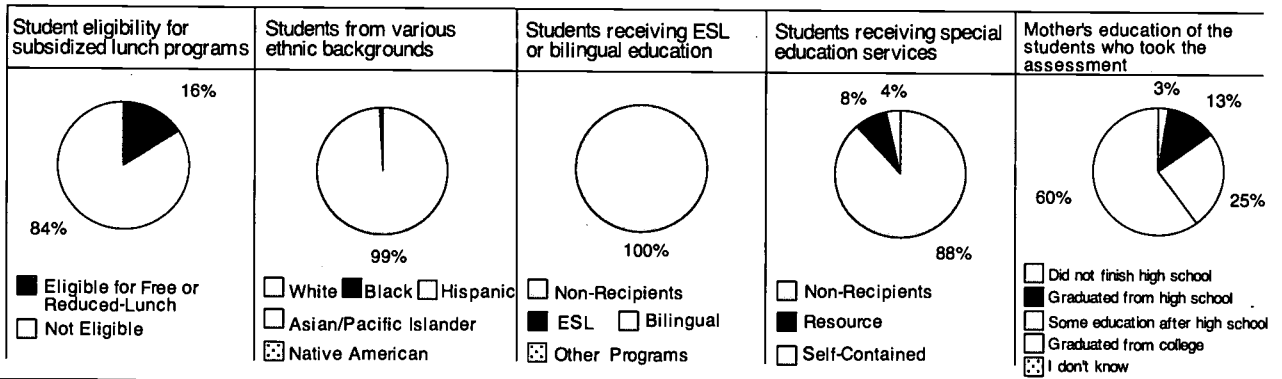 Student eligibility for
subsidized lunch programs
16%
84%
Eligible for Free or
Reduced-Lunch
Not Eligible
Students from various
ethnic backgrounds
99%
White Black Hispanic
Asian/Pacific Islander
Native American
Students receiving ESL
or bilingual education
100%
Non-Recipients
ESL Bilingual
Other Programs
Students receiving special
education services
8% 4%
88%
Non-Recipients
Resource
Self-Contained
Mother's education of the
students who took the
assessment
3%
13%
60%
25%
Did not finish high school
Graduated from high school
Some education after high school
Graduated from college
I don't know